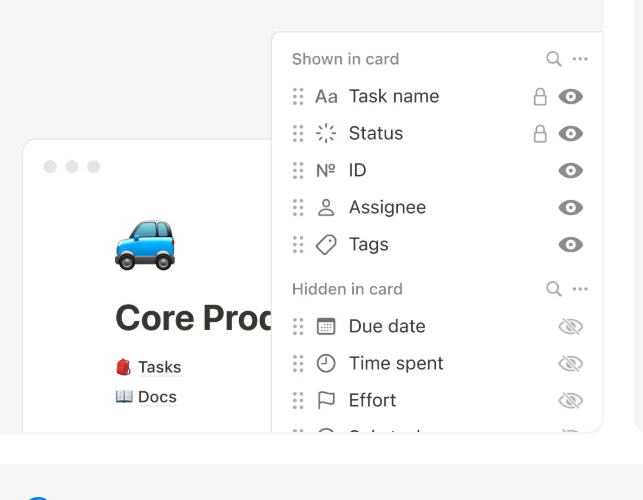 Shown in card
Aa Task name
Status
Nº ID
Assignee
Tags
Hidden in card
Due date
Time spent
Effort
Core Prod
Tasks
Docs